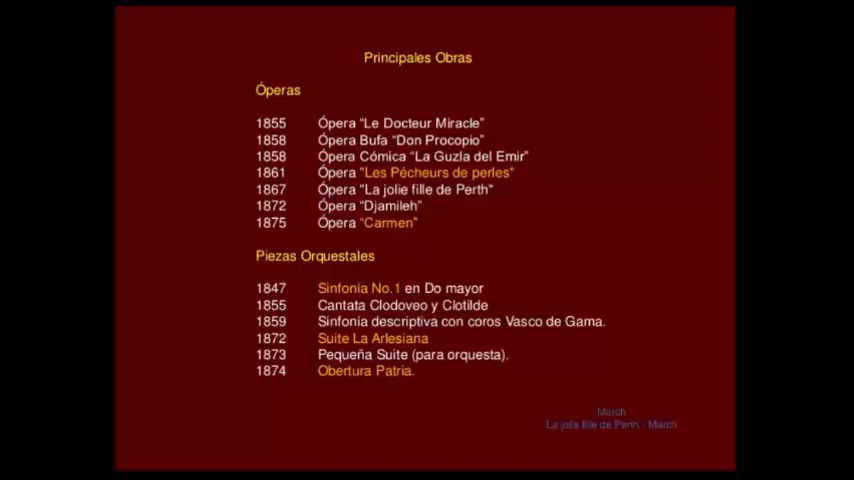 Principales Obras
Óperas
1855 Ópera “Le Docteur Miracle”
1858 Ópera Bufa “Don Procopio”
1858 Ópera Cómica “La Guzla del Emir”
1861 Ópera "Les Pécheurs de perles"
1867 Ópera "La jolie fille de Perth"
1872 Ópera “Djamileh”
1875 Ópera “Carmen”
Piezas Orquestales
1847 Sinfonía No.1 en Do mayor
1855 Cantata Clodoveo y Clotilde
1859 Sinfonía descriptiva con coros Vasco de Gama.
1872 Suite La Arlesiana
1873 Pequeña Suite (para orquesta).
1874 Obertura Patria.
March
La jolie fille de Perth - March